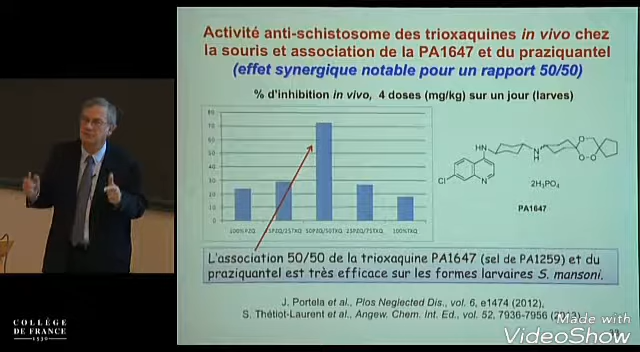 Activité anti-schistosome des trioxaquines in vivo chez
la souris et association de la PA1647 et du praziquantel
(effet synergique notable pour un rapport 50/50)
% d'inhibition in vivo, 4 doses (mg/kg) sur un jour (larves)
80
70
60
50
40
30
20
10
0
100%PZQ
50PZQ/50TXQ
25PZQ/75TXQ
100%TXQ
HN
N
H
O
O-O
Cl
N
2H3PO4
PA1647
L'association 50/50 de la trioxaquine PA1647 (sel de PA1259) et du
praziquantel est très efficace sur les formes larvaires S. mansoni.
J. Portela et al., Plos Neglected Dis., vol. 6, e1474 (2012),
S. Thétiot-Laurent et al., Angew. Chem. Int. Ed., vol. 52, 7936-7956
COLLÈGE
DE FRANCE
1530
Made with
VideoShow